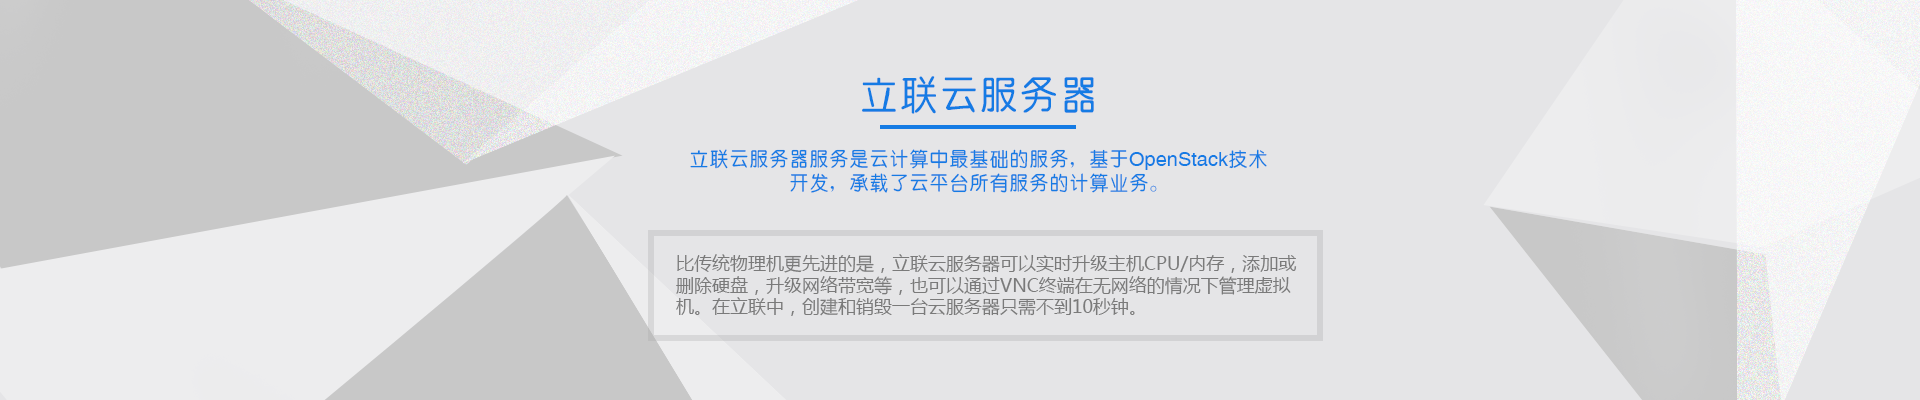 立联云服务器
立联云服务器服务是云计算中最基础的服务，基于OpenStack技术
开发，承载了云平台所有服务的计算业务。
比传统物理机更先进的是，立联云服务器可以实时升级主机CPU/内存，添加或
删除硬盘，升级网络带宽等，也可以通过VNC终端在无网络的情况下管理虚拟
机。在立联中，创建和销毁一台云服务器只需不到10秒钟。